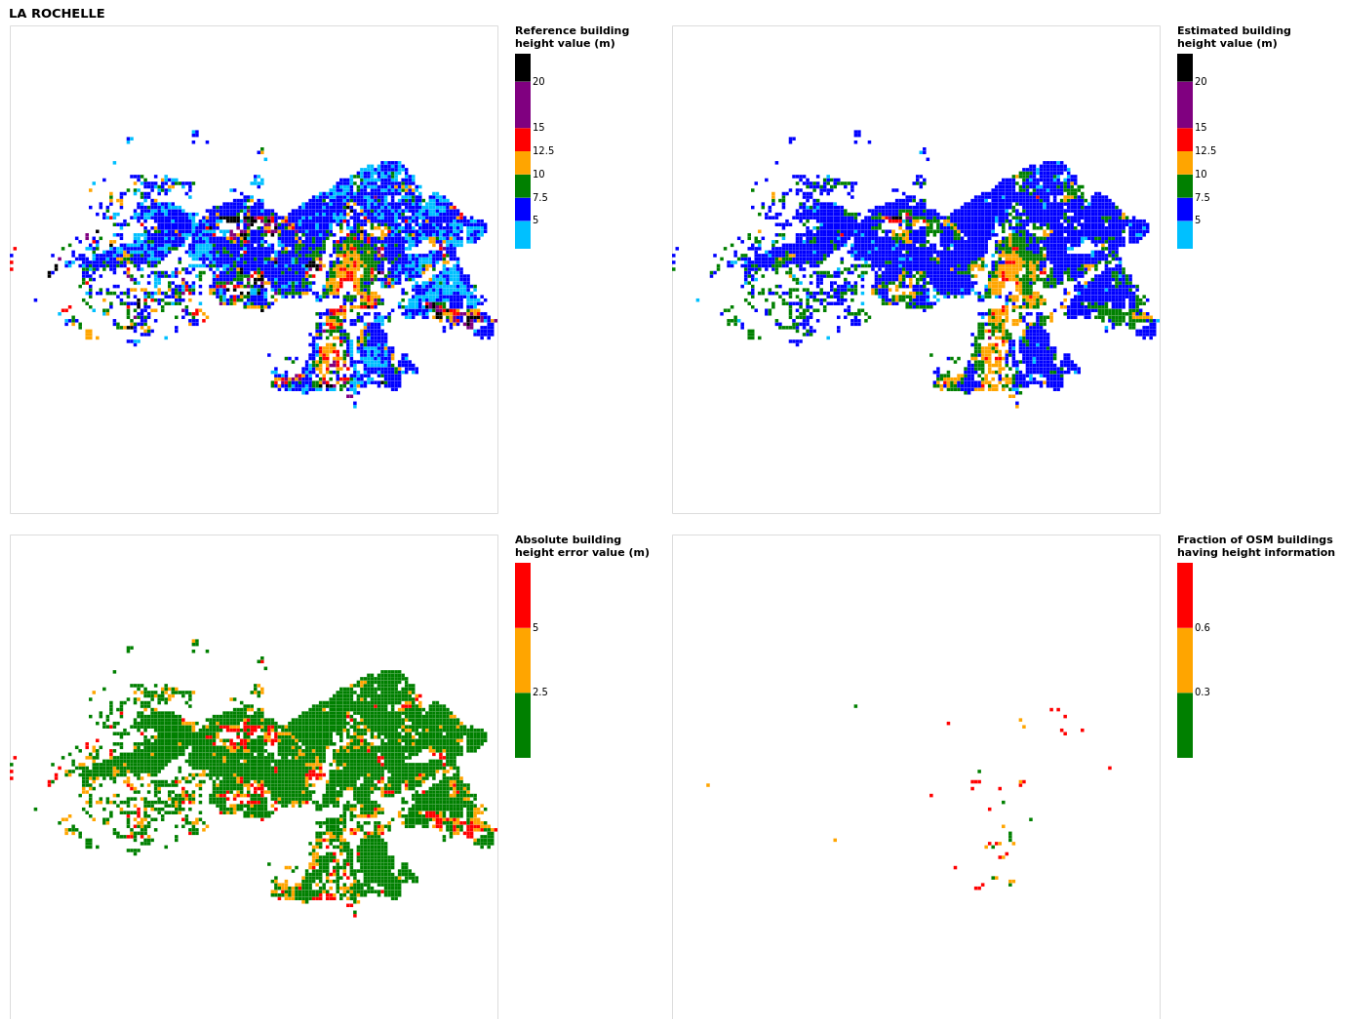 LA ROCHELLE
Reference building
height value (m)
20
15
12.5
10
7.5
5
Estimated building
height value (m)
20
15
12.5
10
7.5
5
Absolute building
height error value (m)
5
2.5
Fraction of OSM buildings
having height information
0.6
0.3